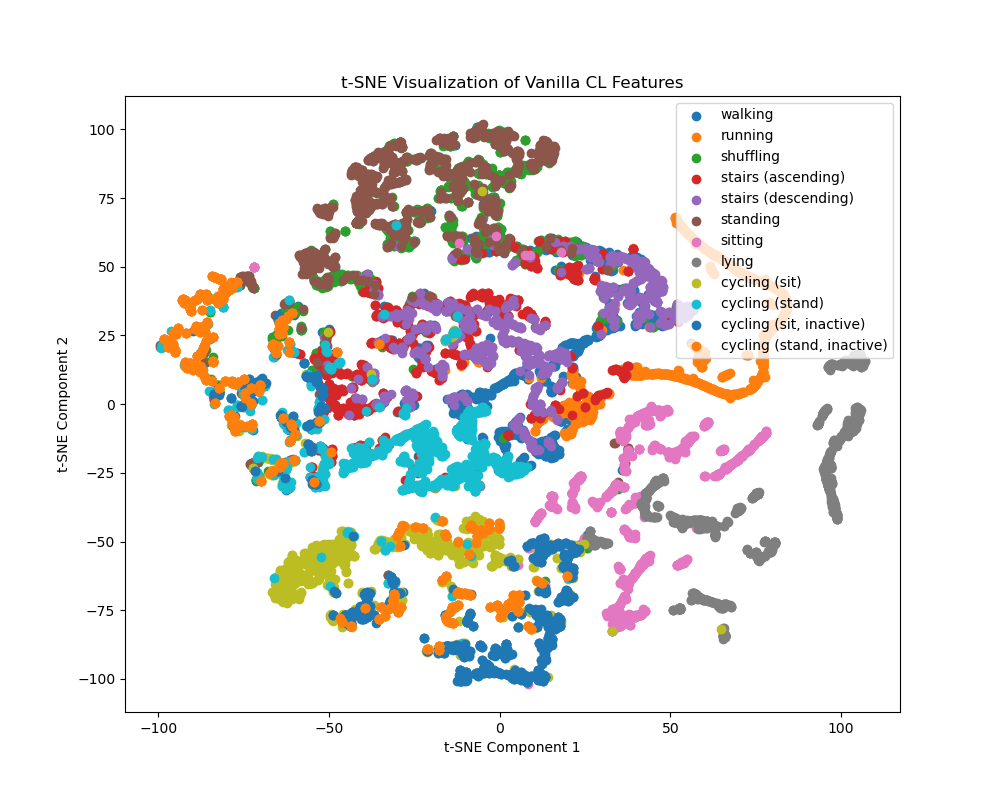 t-SNE Visualization of Vanilla CL Features
walking
running
shuffling
stairs (ascending)
stairs (descending)
standing
sitting
lying
cycling (sit)
cycling (stand)
cycling (sit, inactive)
cycling (stand, inactive)
100
75
50
25
0
−25
−50
−75
−100
t-SNE Component 2
−100
−50
0
50
100
t-SNE Component 1